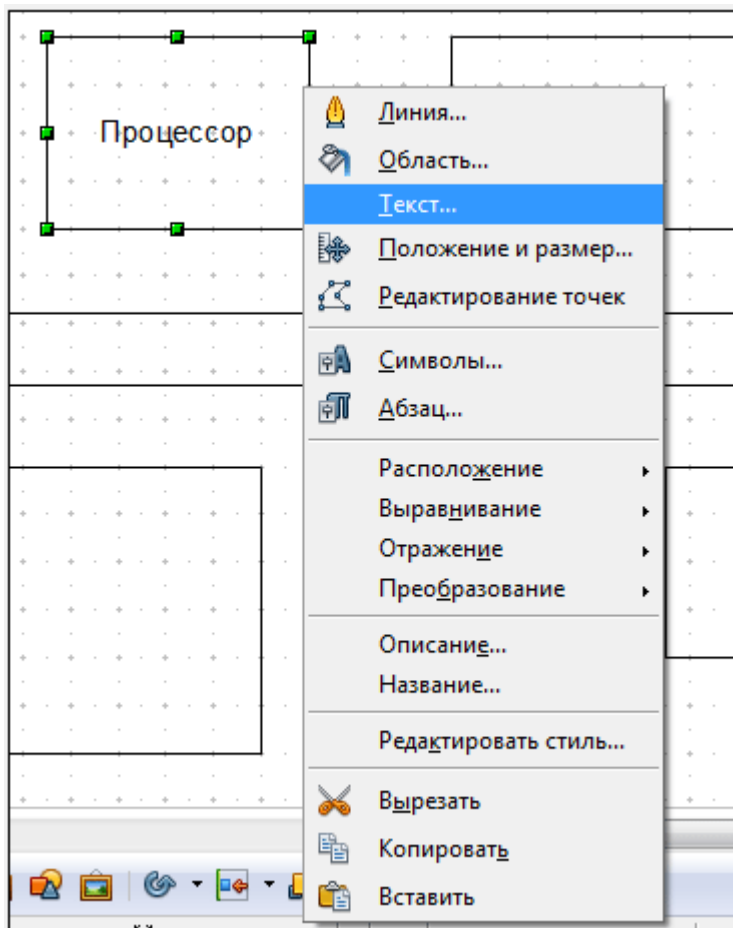 Процессор
Линия...
Область...
Текст...
Положение и размер...
Редактирование точек
Символы...
Абзац...
Расположение
Выравнивание
Отражение
Преобразование
Описание...
Название...
Редактировать стиль...
Вырезать
Копировать
Вставить